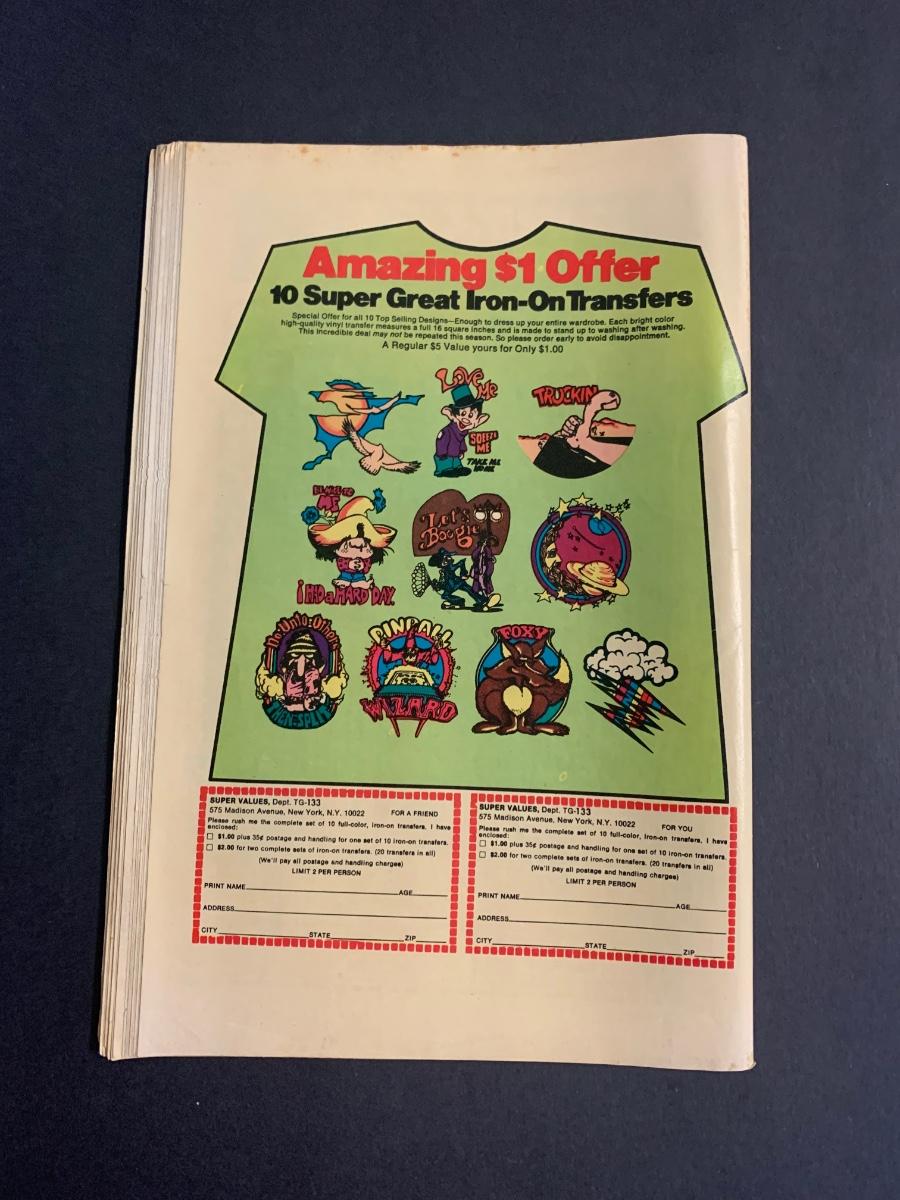 Amazing $1 Offer
10 Super Great Iron-On Transfers
Special Offer for all 10 Top Selling Designs—Enough to dress up your entire wardrobe. Each bright color
high-quality vinyl transfer measures a full 16 square inches and is made to stand up to washing after washing.
This incredible deal may not be repeated this season. So please order early to avoid disappointment.
A Regular $5 Value yours for Only $1.00
LOVE
ME
SQEEZE
ME
TAKE ME
HOME
TRUCKIN
BE NICE TO
ME
I HAD a HARD DAY.
Let's
Boogie
Do-Unto-Others
THEN-SPLIT
PINBALL
WIZARD
FOXY
SUPER VALUES, Dept. TG-133
575 Madison Avenue, New York, N.Y. 10022 FOR A FRIEND
Please rush me the complete set of 10 full-color, iron-on transfers. I have
enclosed:
$1.00 plus 35¢ postage and handling for one set of 10 iron-on transfers.
$2.00 for two complete sets of iron-on transfers. (20 transfers in all)
(We'll pay all postage and handling charges)
LIMIT 2 PER PERSON
PRINT NAME AGE
ADDRESS
CITY STATE ZIP
SUPER VALUES, Dept. TG-133
575 Madison Avenue, New York, N.Y. 10022 FOR YOU
Please rush me the complete set of 10 full-color, iron-on transfers. I have
enclosed:
$1.00 plus 35¢ postage and handling for one set of 10 iron-on transfers.
$2.00 for two complete sets of iron-on transfers. (20 transfers in all)
(We'll pay all postage and handling charges)
LIMIT 2 PER PERSON
PRINT NAME AGE
ADDRESS
CITY STATE ZIP